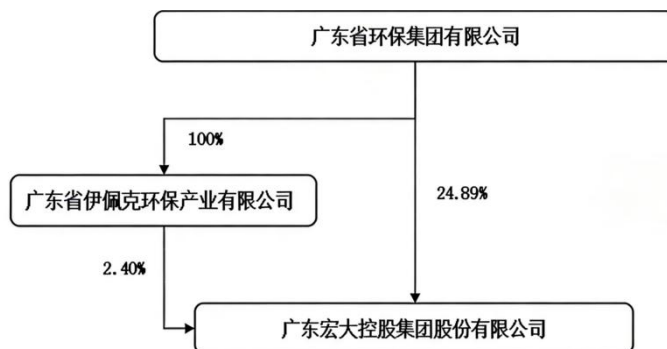 广东省环保集团有限公司
100%
广东省伊佩克环保产业有限公司
24.89%
2.40%
广东宏大控股集团股份有限公司